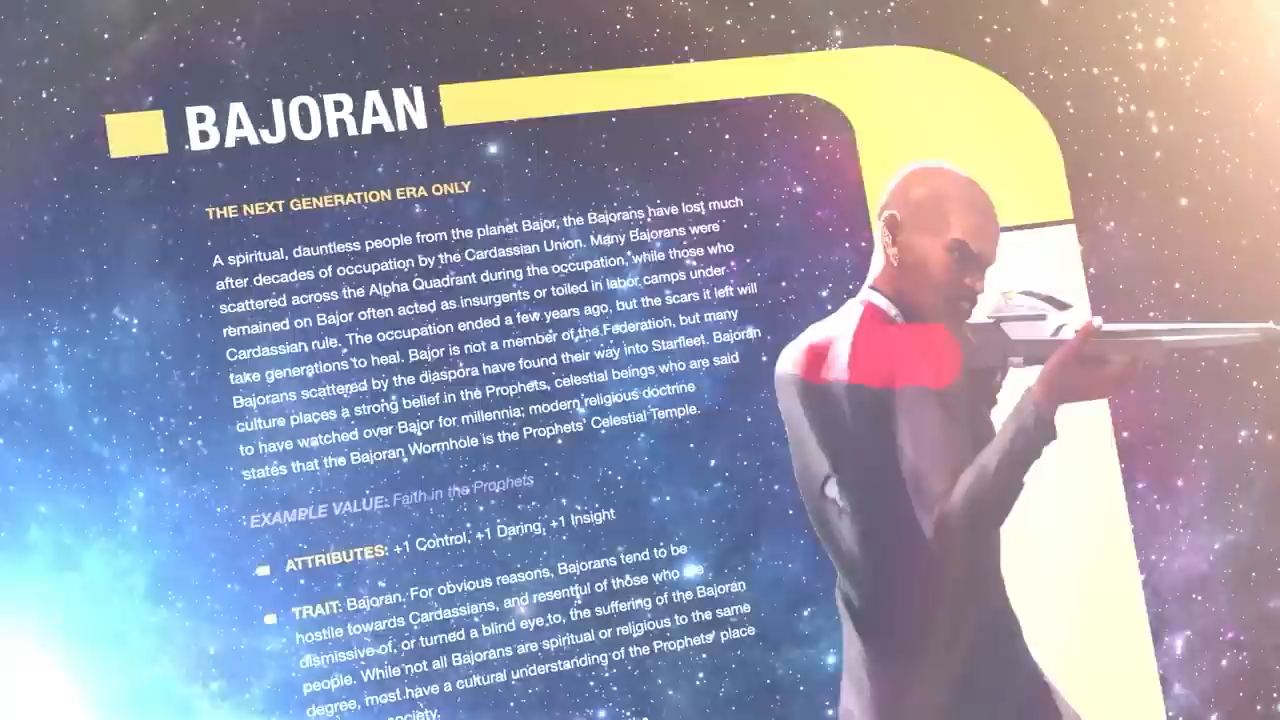 BAJORAN
THE NEXT GENERATION ERA ONLY
A spiritual, dauntless people from the planet Bajor, the Bajorans have lost much
after decades of occupation by the Cardassian Union. Many Bajorans were
scattered across the Alpha Quadrant during the occupation, while those who
remained on Bajor often acted as insurgents or toiled in labor camps under
Cardassian rule. The occupation ended a few years ago, but the scars it left will
take generations to heal. Bajor is not a member of the Federation, but many
Bajorans scattered by the diaspora have found their way into Starfleet. Bajoran
culture places a strong belief in the Prophets, celestial beings who are said
to have watched over Bajor for millennia; modern religious doctrine
states that the Bajoran Wormhole is the Prophets' Celestial Temple.
EXAMPLE VALUE: Faith in the Prophets
ATTRIBUTES: +1 Control, +1 Daring, +1 Insight
TRAIT: Bajoran. For obvious reasons, Bajorans tend to be
hostile towards Cardassians, and resentful of those who are
dismissive of, or turned a blind eye to, the suffering of the Bajoran
people. While not all Bajorans are spiritual or religious to the same
degree, most have a cultural understanding of the Prophets' place
society.